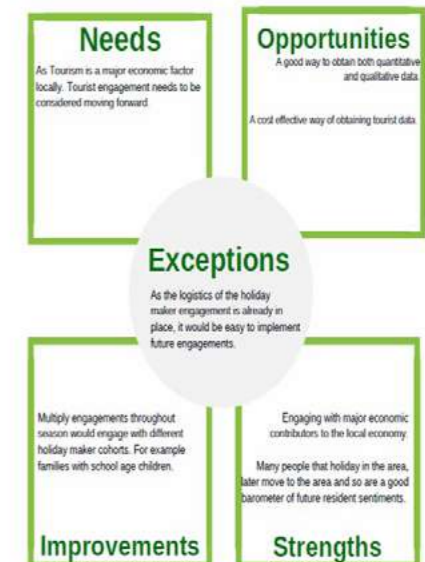 Needs
As Tourism is a major economic factor
locally. Tourist engagement needs to be
considered moving forward
Opportunities
A good way to obtain both quantitative
and qualitative data.
A cost effective way of obtaining tourist data.
Exceptions
As the logistics of the holiday
maker engagement is already in
place, it would be easy to implement
future engagements.
Multiply engagements throughout
season would engage with different
holiday maker cohorts. For example
families with school age children.
Improvements
Engaging with major economic
contributors to the local economy.
Many people that holiday in the area,
later move to the area and so are a good
barometer of future resident sentiments.
Strengths